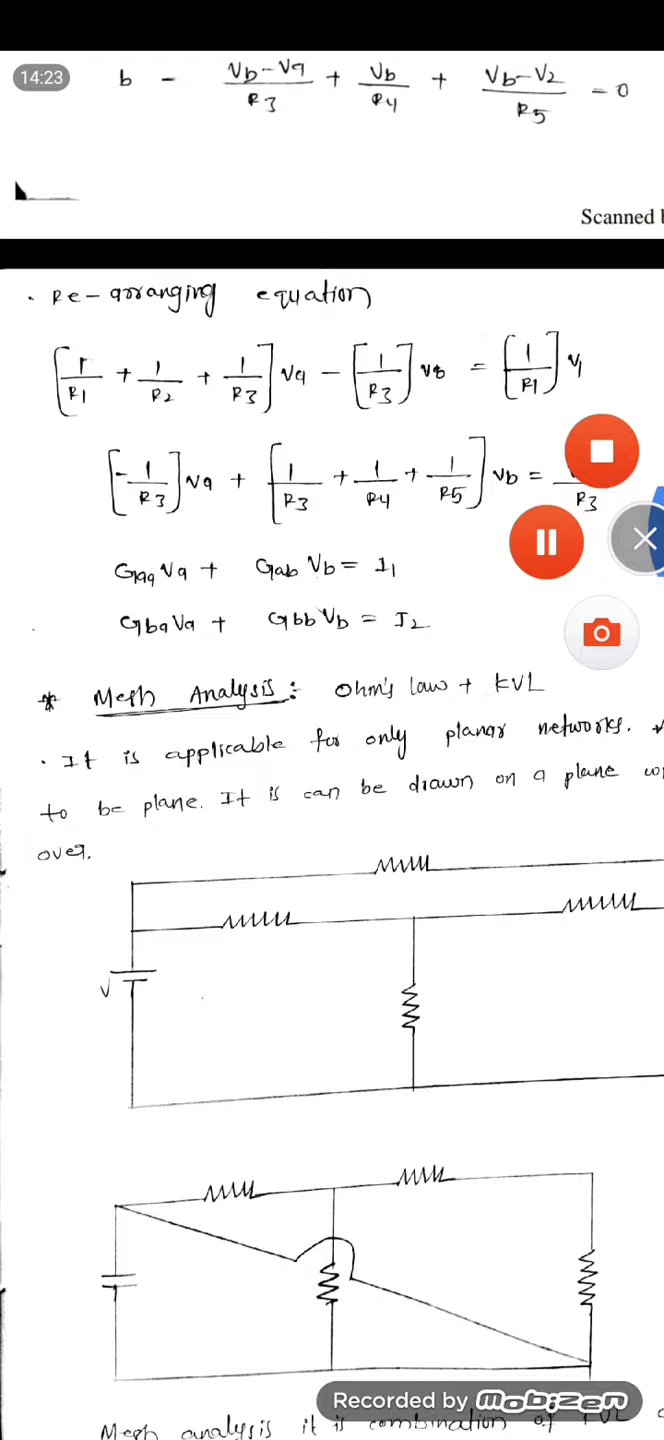 14:23
b - Vb-Va/R3 + Vb/R4 + Vb-V2/R5 = 0
Scanned
. Re-arranging equation
[1/R1 + 1/R2 + 1/R3] Va - [1/R3] VB = [1/R1] V1
[-1/R3] Va + [1/R3 + 1/R4 + 1/R5] Vb = /R3
Gaa Va + Gab Vb = I1
Gba Va + Gbb Vb = I2
* Mesh Analysis: Ohm's law + KVL
. It is applicable for only planar networks.
to be plane. It is can be drawn on a plane
over.
V
Mesh analysis it is combination of KVL
Recorded by mobizen